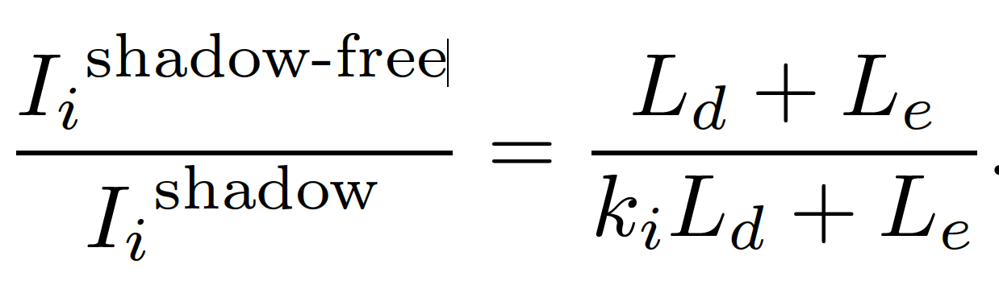 I_i^{shadow-free} / I_i^{shadow} = (L_d + L_e) / (k_i L_d + L_e).